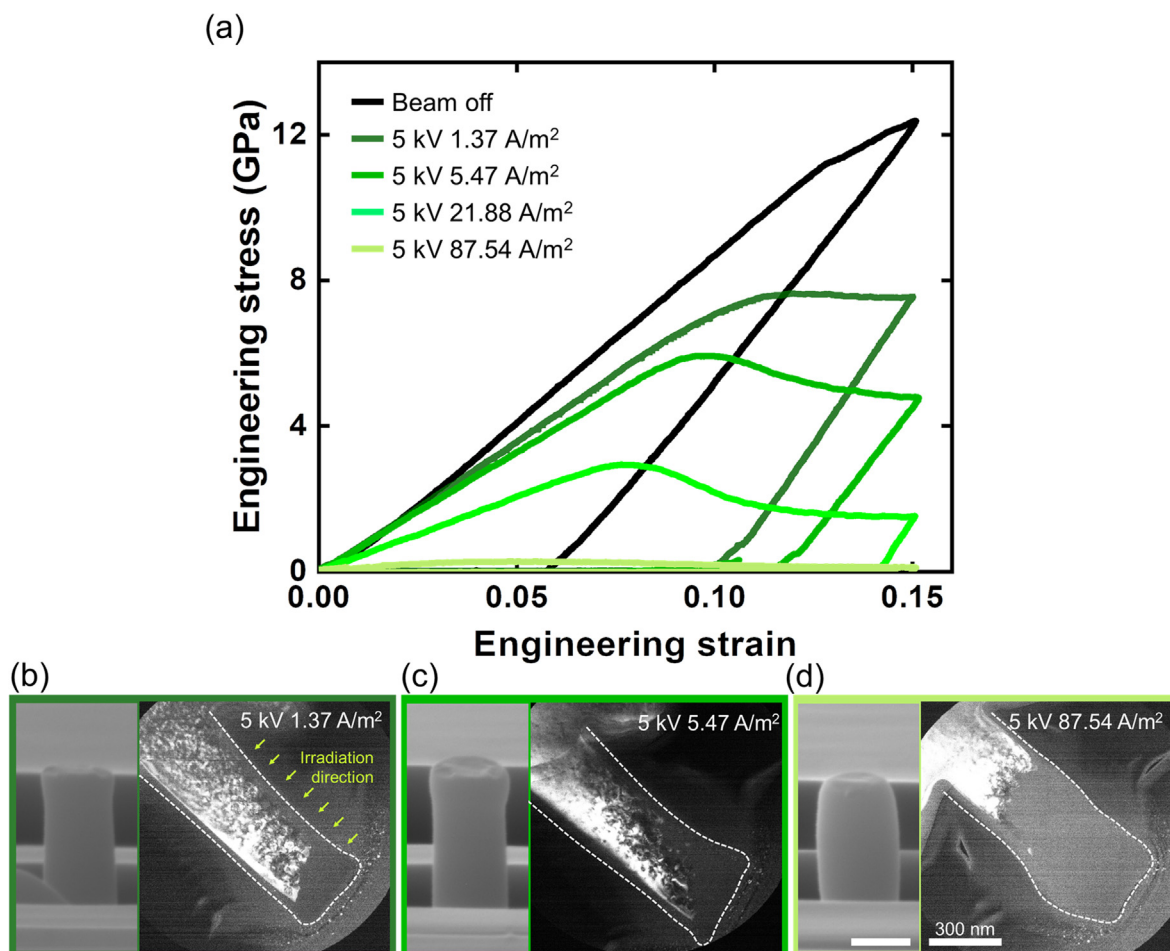 (a)
Engineering stress (GPa)
12
8
4
0
Beam off
5 kV 1.37 A/m²
5 kV 5.47 A/m²
5 kV 21.88 A/m²
5 kV 87.54 A/m²
0.00 0.05 0.10 0.15
Engineering strain
(b)
5 kV 1.37 A/m²
Irradiation
direction
(c)
5 kV 5.47 A/m²
(d)
5 kV 87.54 A/m²
300 nm